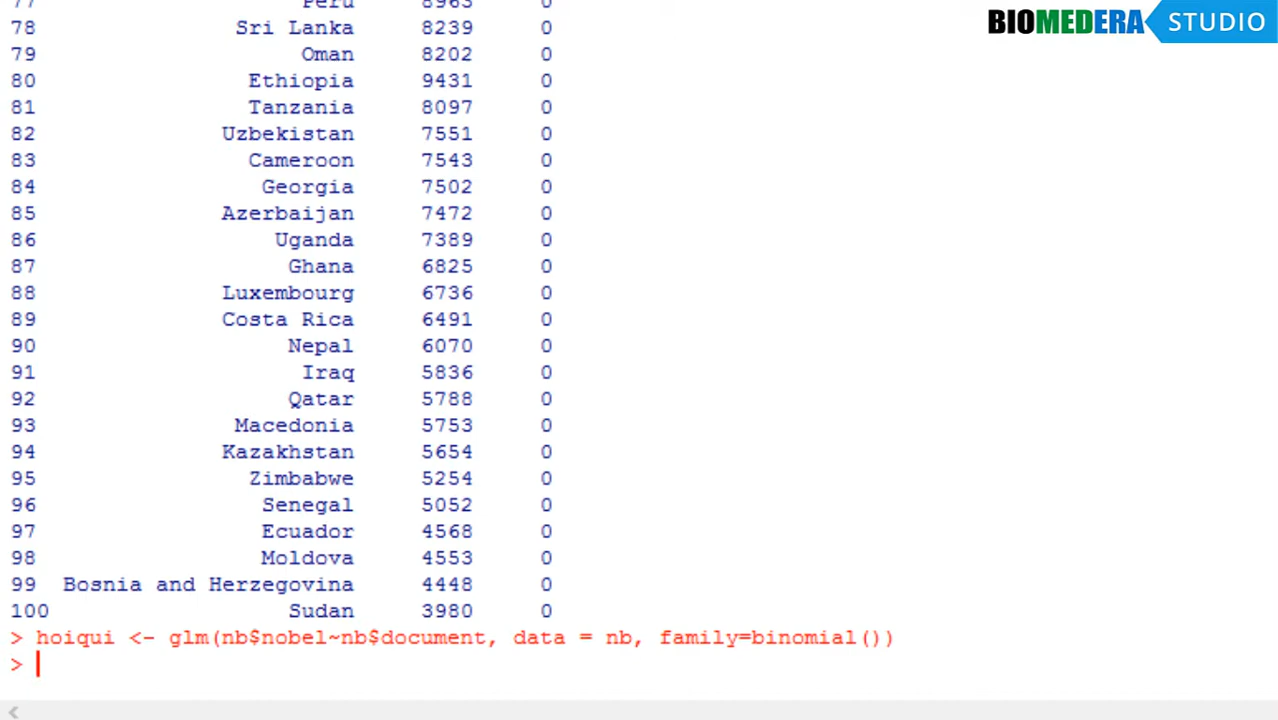 BIOMEDERA STUDIO
77 Peru 8963 0
78 Sri Lanka 8239 0
79 Oman 8202 0
80 Ethiopia 9431 0
81 Tanzania 8097 0
82 Uzbekistan 7551 0
83 Cameroon 7543 0
84 Georgia 7502 0
85 Azerbaijan 7472 0
86 Uganda 7389 0
87 Ghana 6825 0
88 Luxembourg 6736 0
89 Costa Rica 6491 0
90 Nepal 6070 0
91 Iraq 5836 0
92 Qatar 5788 0
93 Macedonia 5753 0
94 Kazakhstan 5654 0
95 Zimbabwe 5254 0
96 Senegal 5052 0
97 Ecuador 4568 0
98 Moldova 4553 0
99 Bosnia and Herzegovina 4448 0
100 Sudan 3980 0
> hoiqui <- glm(nb$nobel~nb$document, data = nb, family=binomial())
>